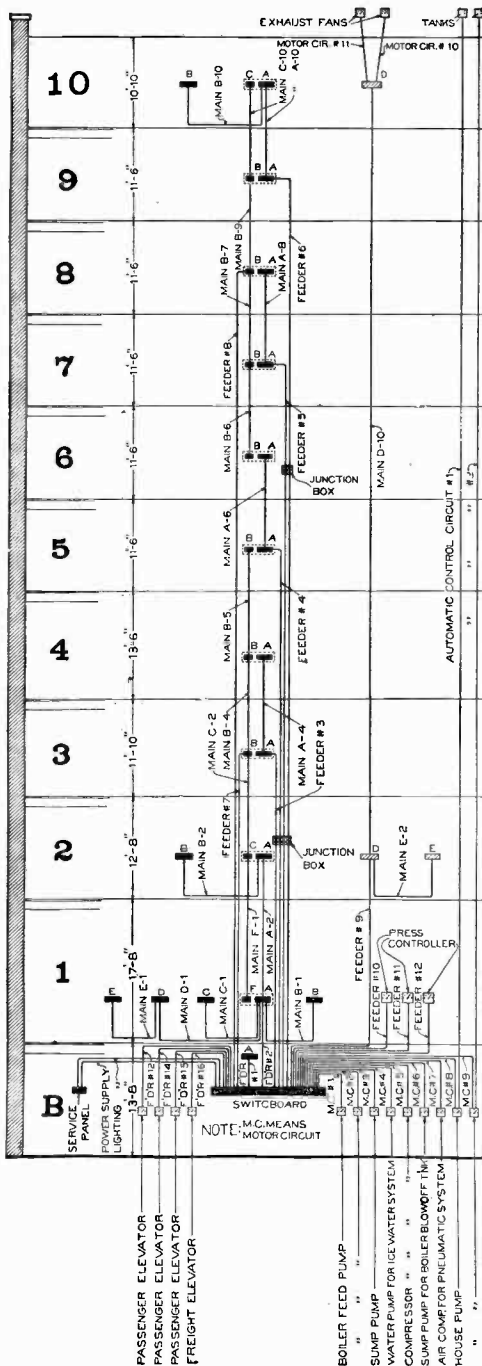 EXHAUST FANS
TANKS
MOTOR CIR. #11
MOTOR CIR. #10
10
10'-10"
B
MAIN B-10
C
A
MAIN C-10
" A-10
D
9
11'-6"
B
A
MAIN B-9
FEEDER #6
8
11'-6"
MAIN B-7
B
A
MAIN A-8
FEEDER #8
7
11'-6"
B
A
FEEDER #5
MAIN D-10
6
11'-6"
MAIN B-6
B
A
JUNCTION
BOX
AUTOMATIC CONTROL CIRCUIT #1
5
11'-6"
MAIN A-6
B
A
FEEDER #4
4
13'-6"
MAIN B-5
B
A
3
11'-10"
MAIN C-2
MAIN B-4
B
A
MAIN A-4
FEEDER #3
FEEDER #7
2
12'-8"
B
MAIN B-2
C
A
JUNCTION
BOX
D
MAIN E-2
E
1
17'-8"
MAIN F-1
MAIN A-2
FEEDER #9
PRESS
CONTROLLER
E
MAIN E-1
D
MAIN D-1
C
MAIN C-1
F
A
MAIN B-1
B
FEEDER #10
FEEDER #11
FEEDER #12
B
13'-8"
SERVICE
PANEL
POWER SUPPLY
LIGHTING
FDR #12
FDR #14
FDR #15
FDR #16
FDR #1
A
FDR #2
SWITCBOARD
NOTE: M.C. MEANS
MOTOR CIRCUIT
M.C. #1
M.C. #3
M.C. #4
M.C. #5
M.C. #6
M.C. #7
M.C. #8
M.C. #9
PASSENGER ELEVATOR
PASSENGER ELEVATOR
PASSENGER ELEVATOR
FREIGHT ELEVATOR
BOILER FEED PUMP
" " "
SUMP PUMP
WATER PUMP FOR ICE WATER SYSTEM
COMPRESSOR " " "
SUMP PUMP FOR BOILER BLOWOFF TNK
AIR COMP. FOR PNEUMATIC SYSTEM
HOUSE PUMP
" "